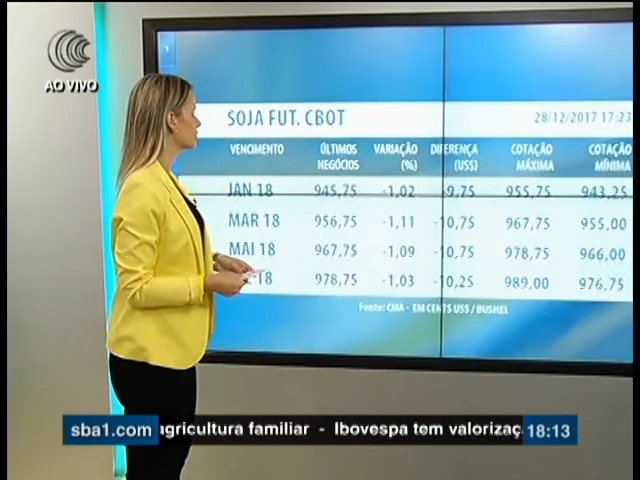 AO VIVO
SOJA FUT. CBOT 28/12/2017 17:23
VENCIMENTO ÚLTIMOS NEGÓCIOS VARIAÇÃO (%) DIFERENÇA (US$) COTAÇÃO MÁXIMA COTAÇÃO MÍNIMA
JAN 18 945,75 -1,02 -9,75 955,75 943,25
MAR 18 956,75 -1,11 -10,75 967,75 955,00
MAI 18 967,75 -1,09 -10,75 978,75 966,00
18 978,75 -1,03 -10,25 989,00 976,75
Fonte: CMA - EM CENTS US$ / BUSHEL
sba1.com agricultura familiar - Ibovespa tem valorizaç 18:13